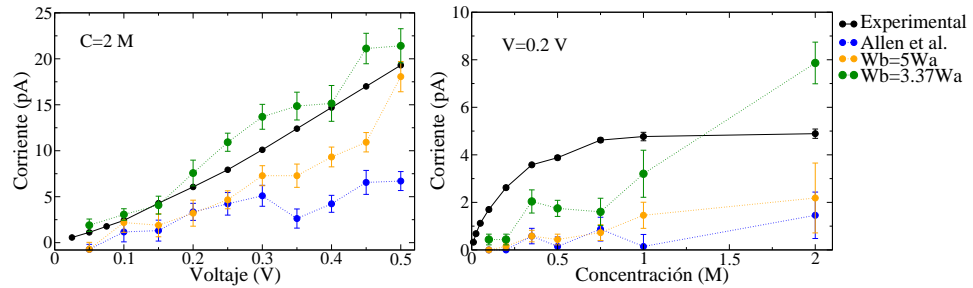 C=2 M
Corriente (pA)
25
20
15
10
5
0
0
0.1
0.2
0.3
0.4
0.5
Voltaje (V)
V=0.2 V
Corriente (pA)
10
8
6
4
2
0
0
0.5
1
1.5
2
Concentración (M)
Experimental
Allen et al.
Wb=5Wa
Wb=3.37Wa